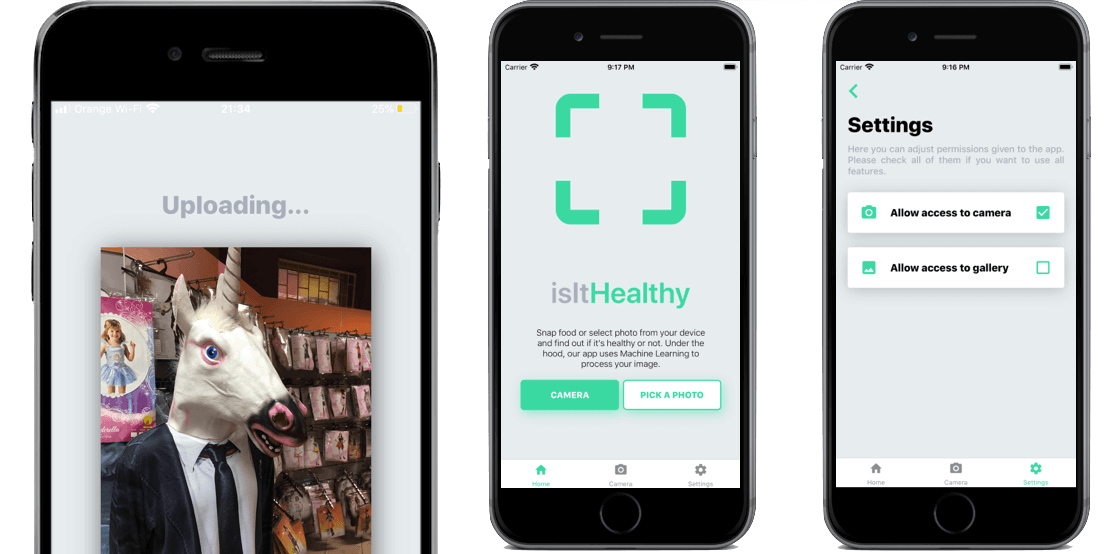 Orange Wi-Fi
21:34
25%
Uploading...
Carrier
9:17 PM
isItHealthy
Snap food or select photo from your device
and find out if it's healthy or not. Under the
hood, our app uses Machine Learning to
process your image.
CAMERA
PICK A PHOTO
Home
Camera
Settings
Carrier
9:16 PM
Settings
Here you can adjust permissions given to the app.
Please check all of them if you want to use all
features.
Allow access to camera
Allow access to gallery
Home
Camera
Settings